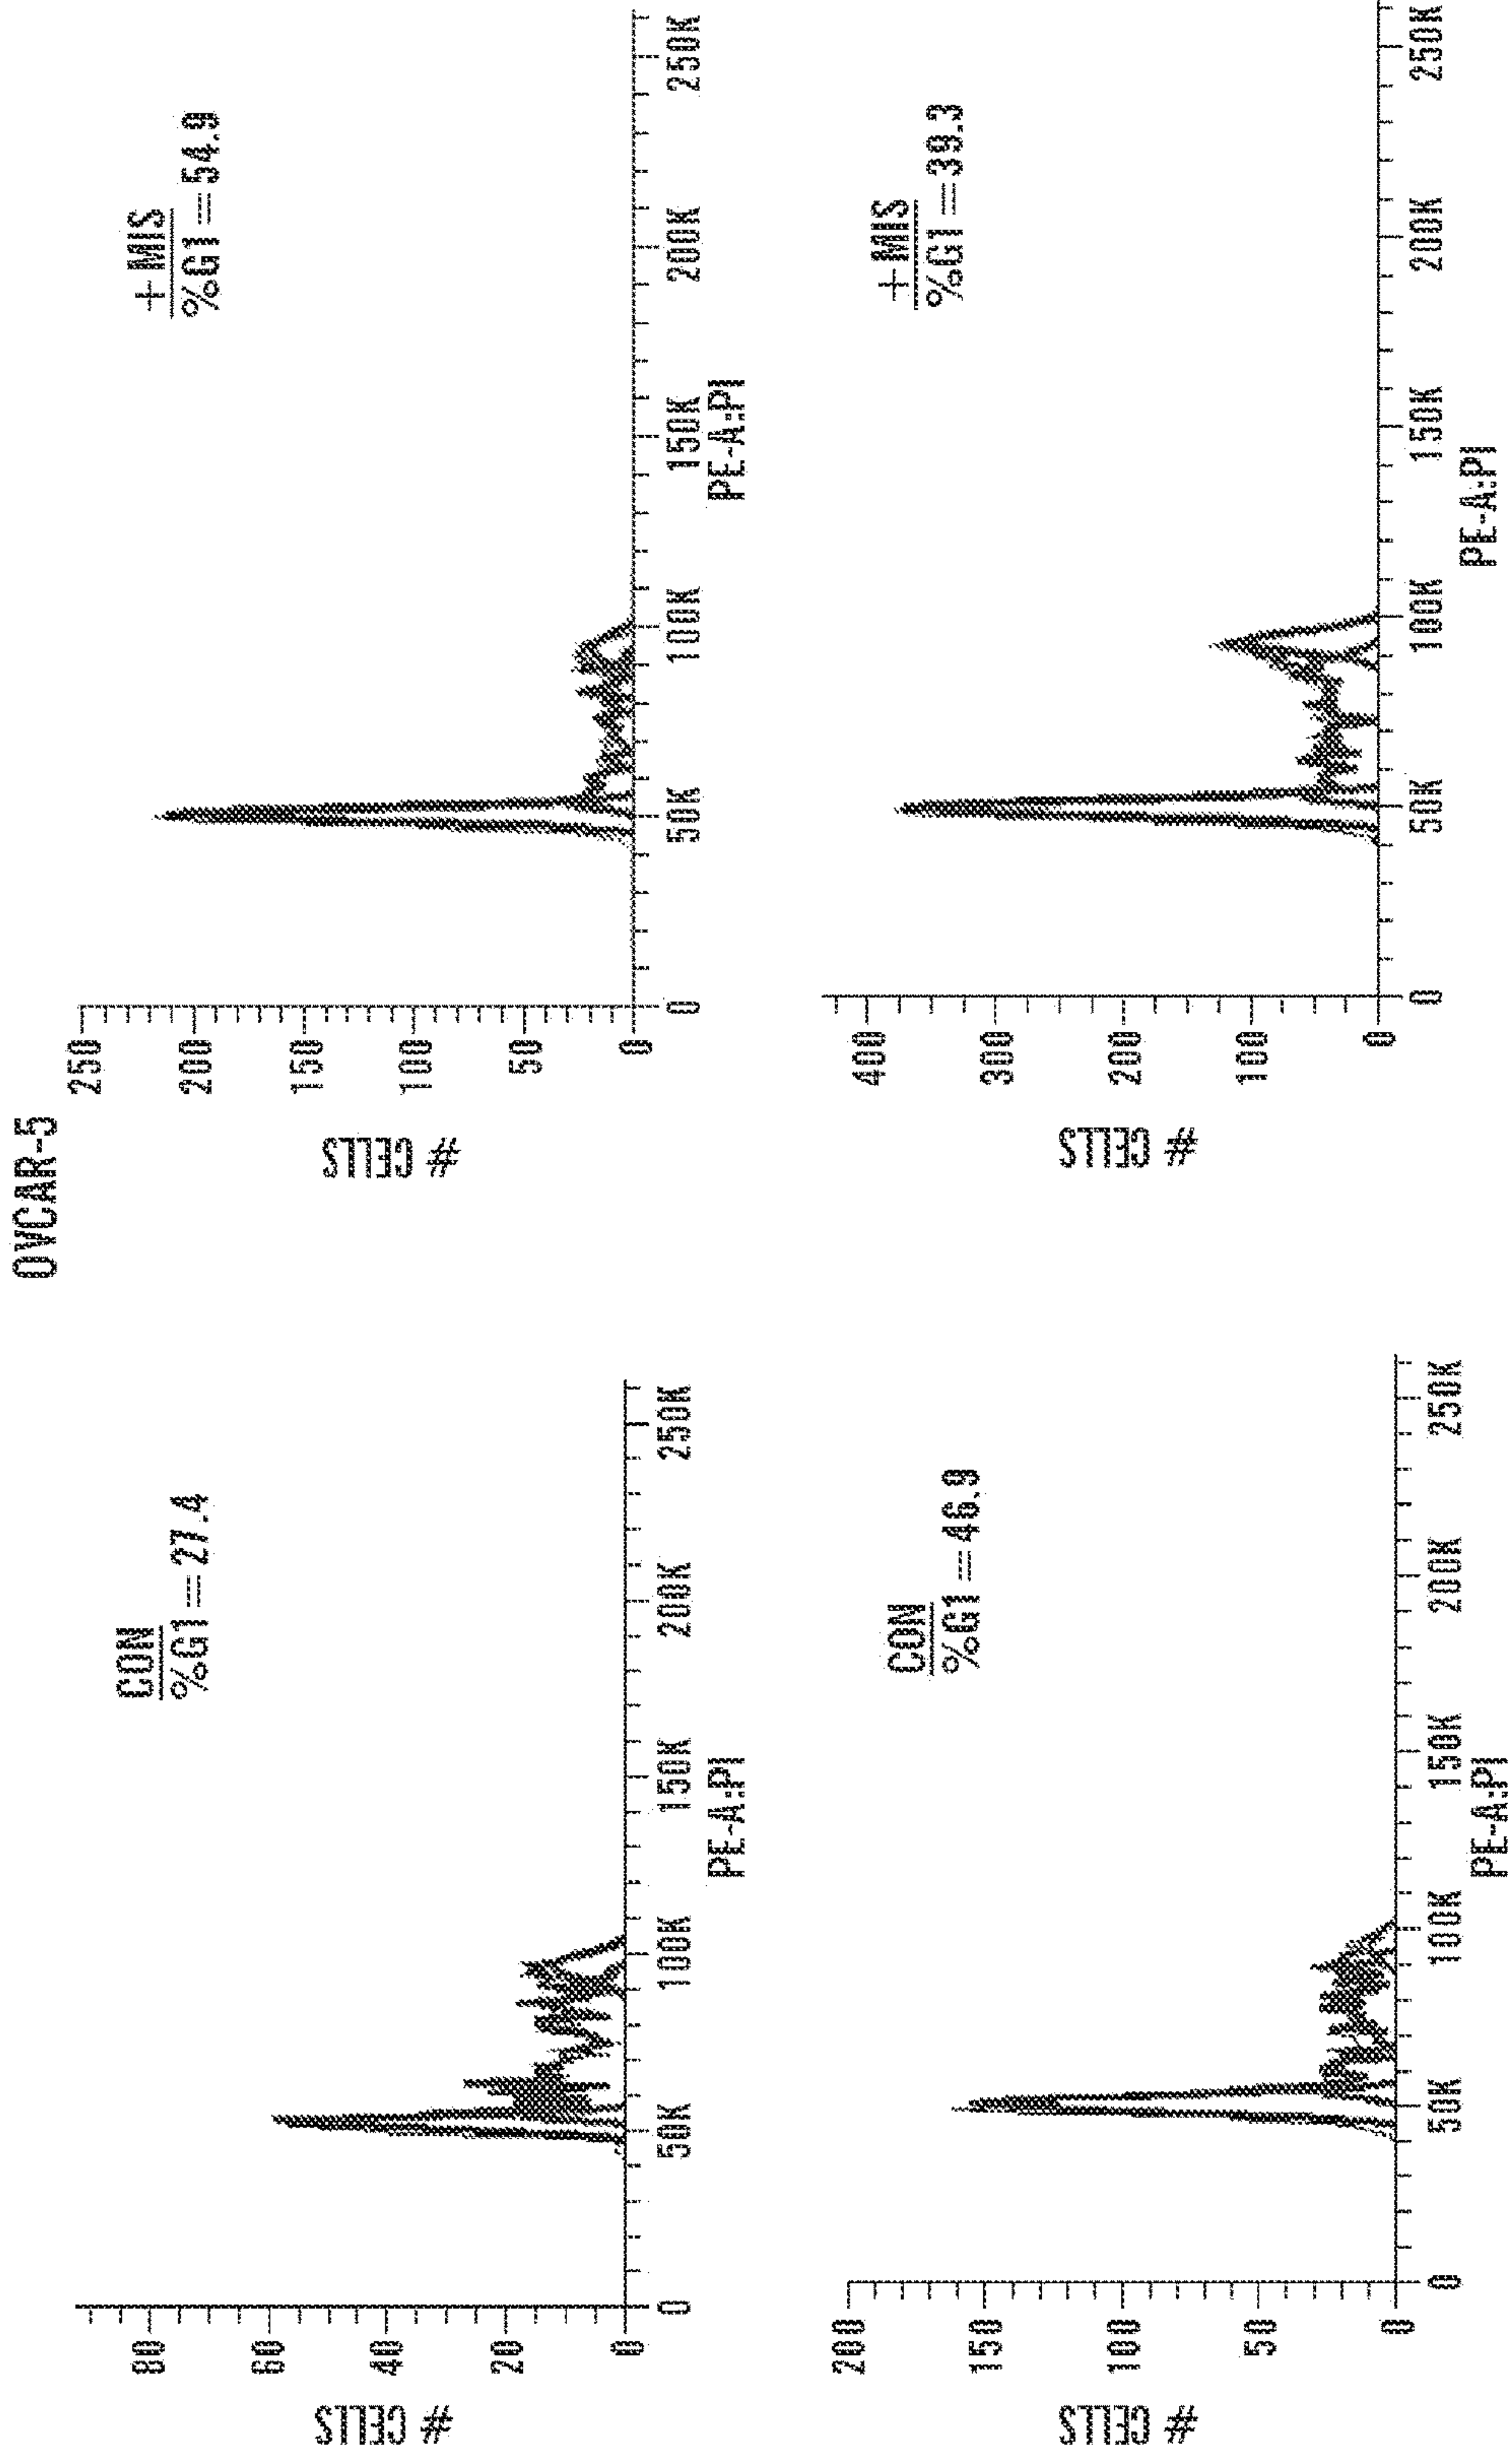 OVCAR-5
# CELLS
80
60
40
20
0
CON
%G1 = 27.4
0
50K
100K
150K
200K
250K
PE-A:PI
# CELLS
250
200
150
100
50
0
+ MIS
%G1 = 54.9
0
50K
100K
150K
200K
250K
PE-A:PI
# CELLS
200
150
100
50
0
CON
%G1 = 46.9
0
50K
100K
150K
200K
250K
PE-A:PI
# CELLS
400
300
200
100
0
+ MIS
%G1 = 39.3
0
50K
100K
150K
200K
250K
PE-A:PI